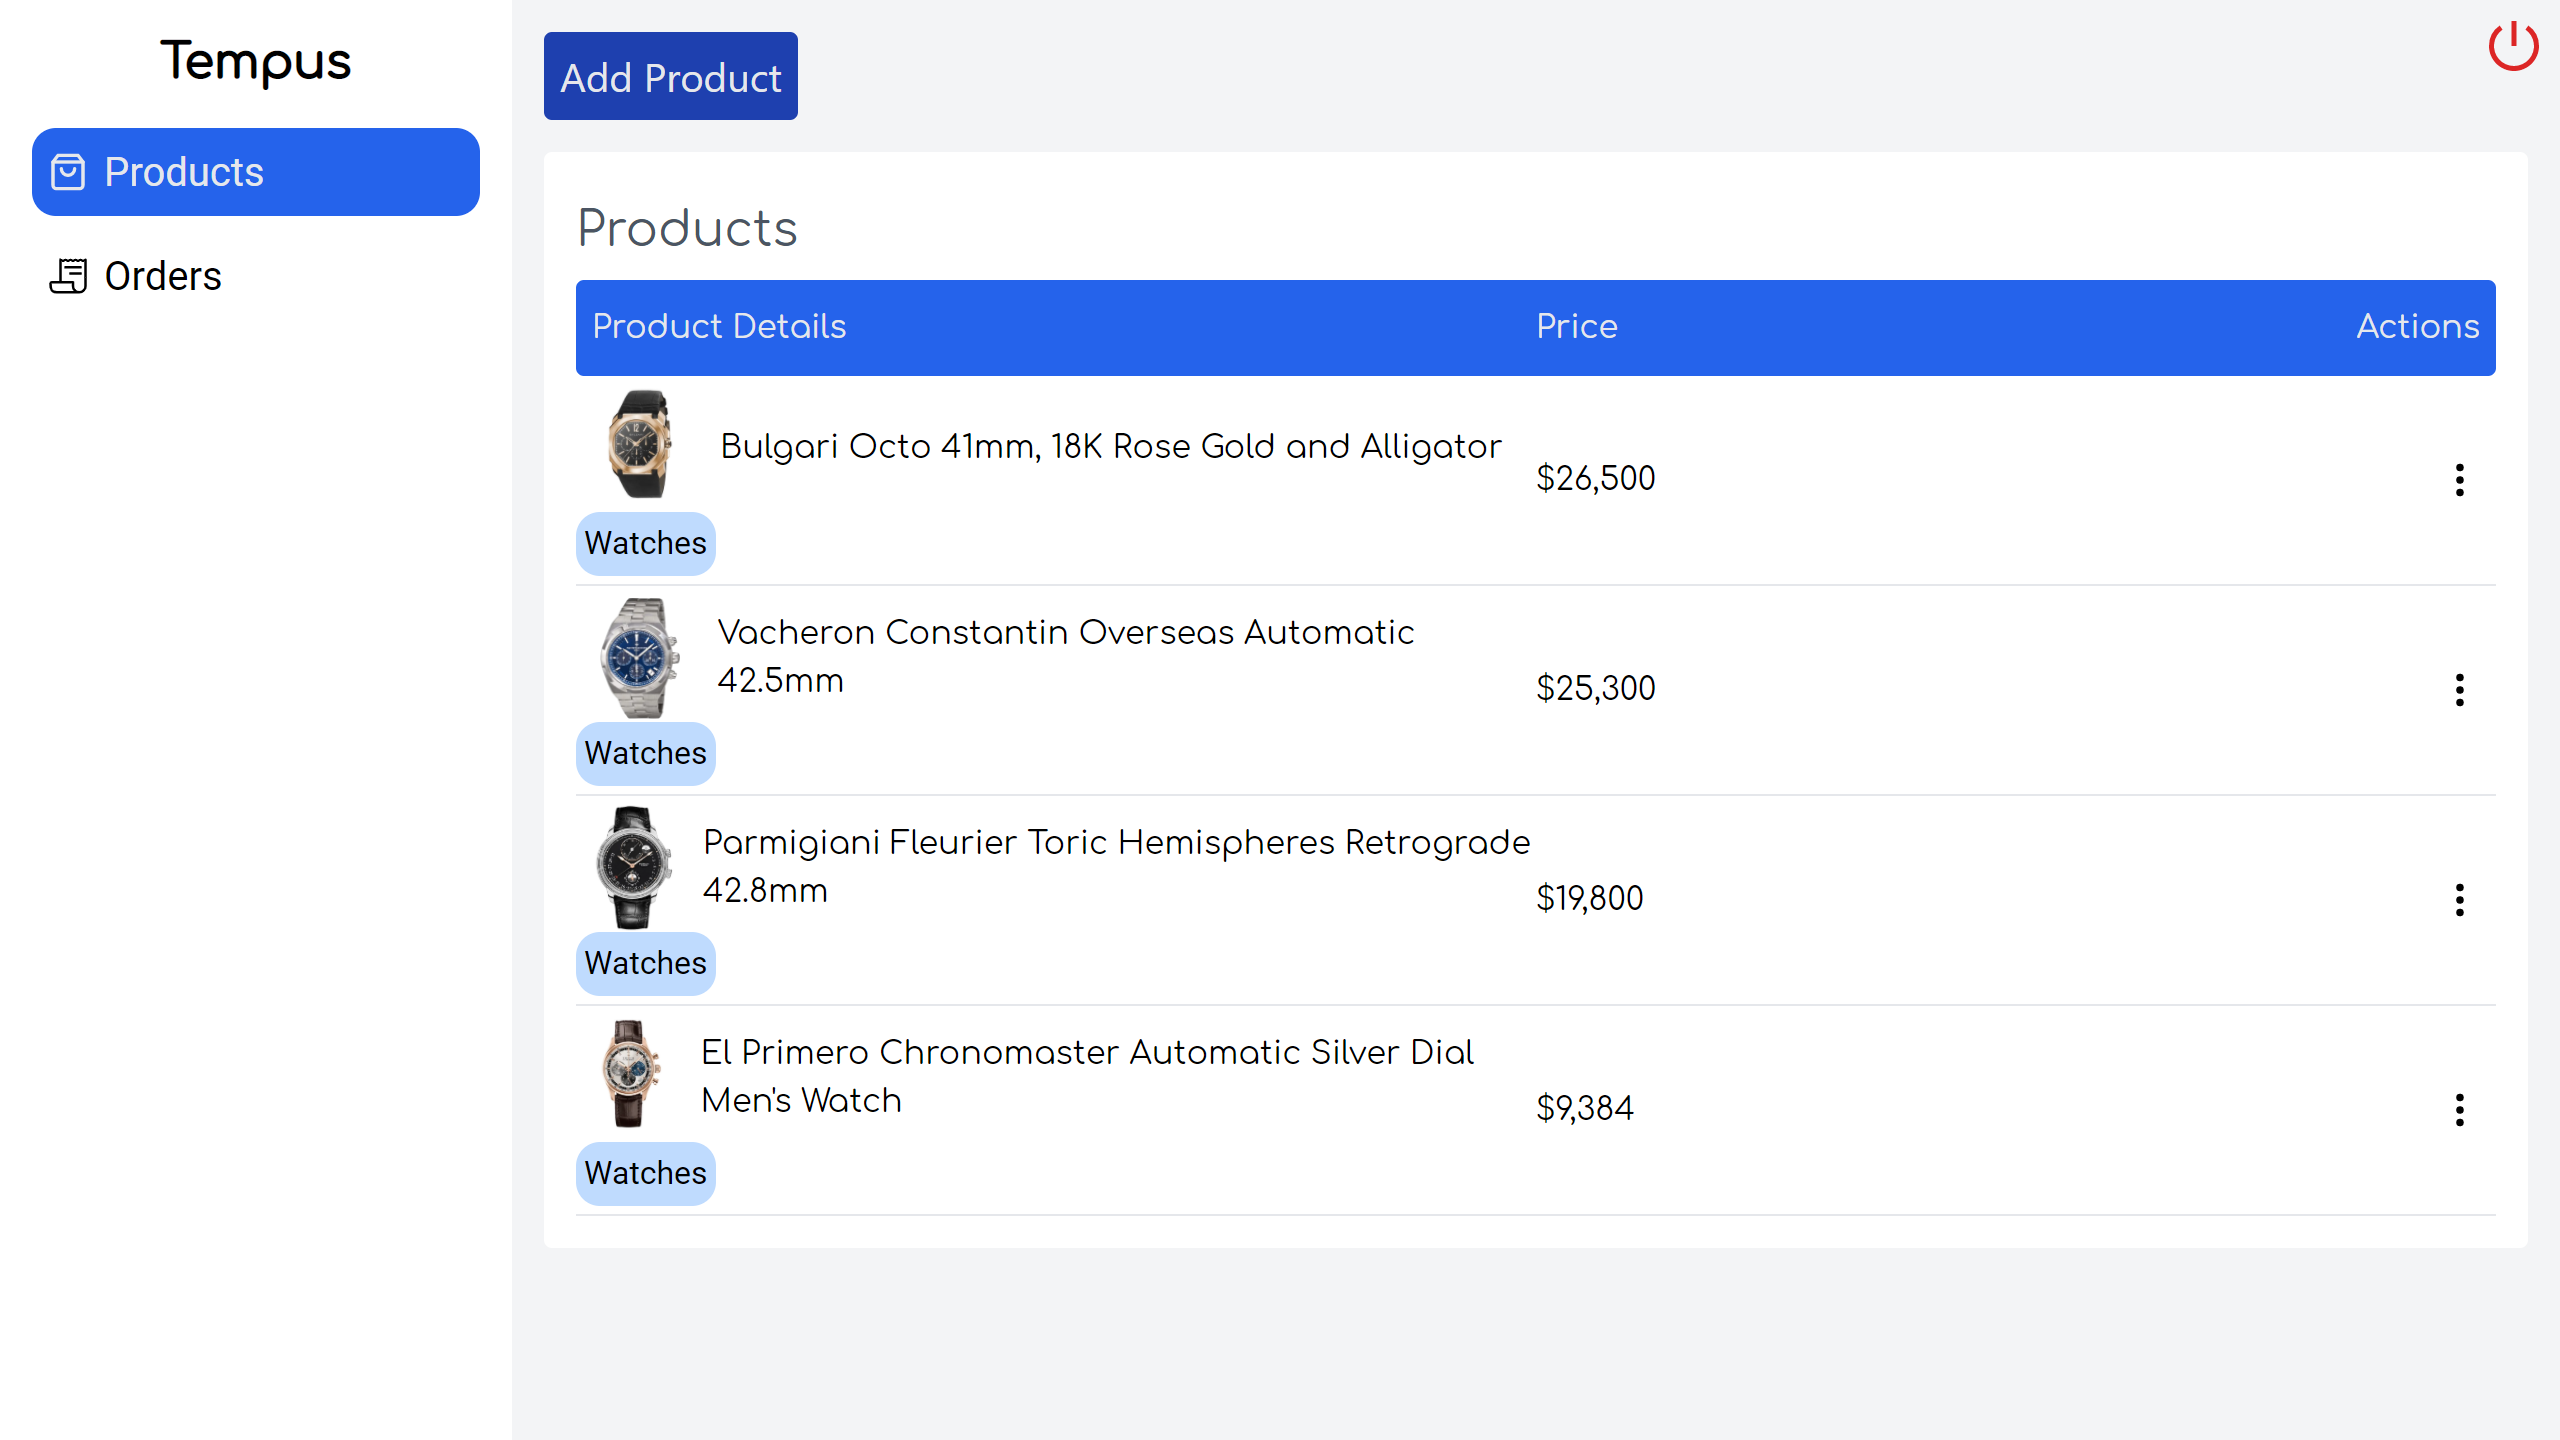 Tempus
Products
Orders
Add Product
Products
Product Details Price Actions
Bulgari Octo 41mm, 18K Rose Gold and Alligator
$26,500
Watches
Vacheron Constantin Overseas Automatic
42.5mm
$25,300
Watches
Parmigiani Fleurier Toric Hemispheres Retrograde
42.8mm
$19,800
Watches
El Primero Chronomaster Automatic Silver Dial
Men's Watch
$9,384
Watches